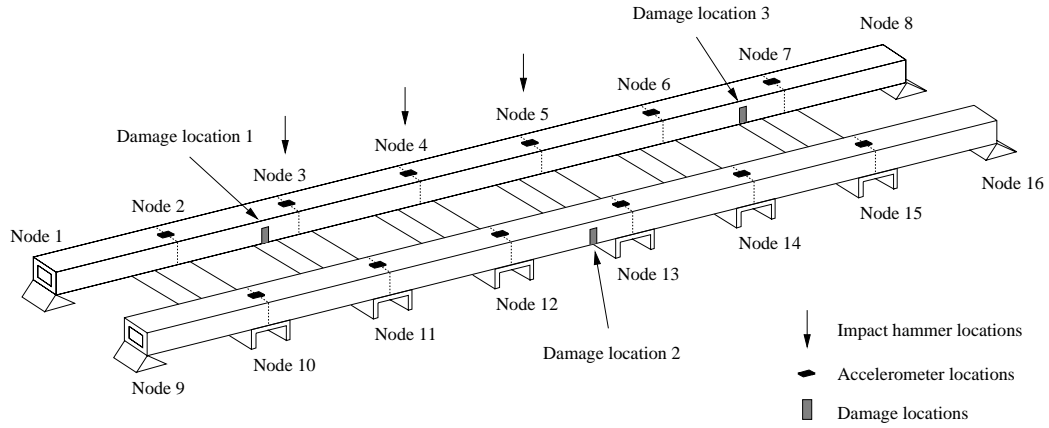 Damage location 3
Node 8
Node 7
Node 6
Node 5
Damage location 1
Node 4
Node 3
Node 2
Node 1
Node 16
Node 15
Node 14
Node 13
Node 12
Node 11
Damage location 2
Node 10
Node 9
Impact hammer locations
Accelerometer locations
Damage locations